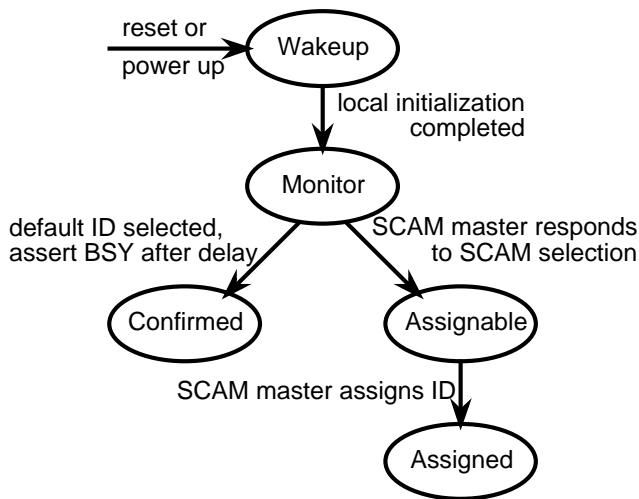 reset or
power up
Wakeup
local initialization
completed
Monitor
default ID selected,
assert BSY after delay
SCAM master responds
to SCAM selection
Confirmed
Assignable
SCAM master assigns ID
Assigned